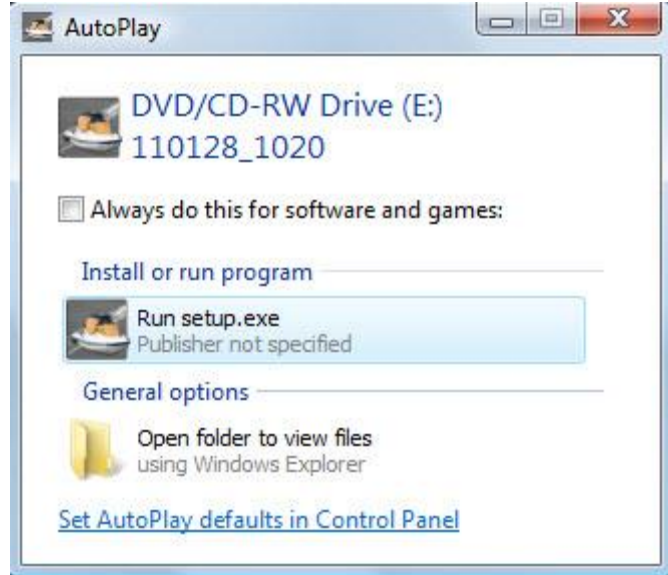 AutoPlay
DVD/CD-RW Drive (E:)
110128_1020
Always do this for software and games:
Install or run program
Run setup.exe
Publisher not specified
General options
Open folder to view files
using Windows Explorer
Set AutoPlay defaults in Control Panel